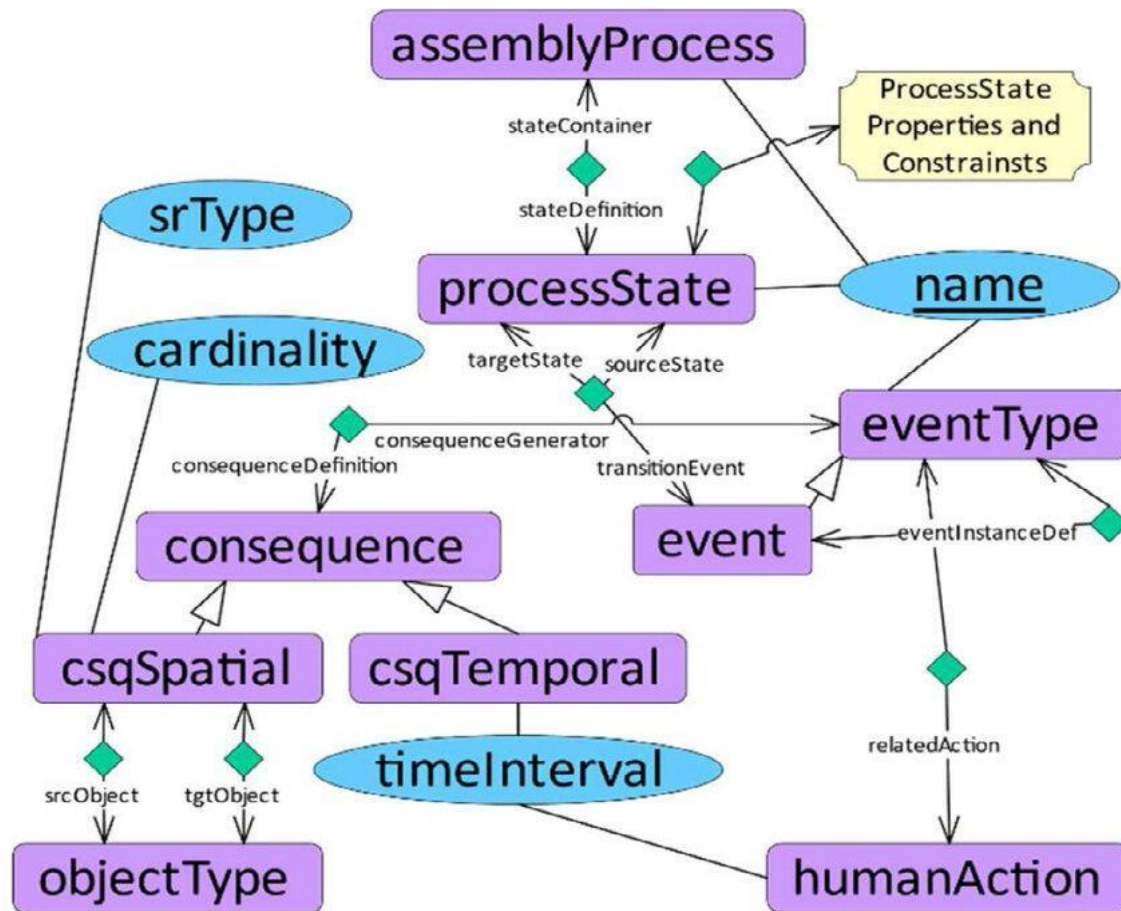 assemblyProcess
ProcessState
Properties and
Constrainsts
stateContainer
stateDefinition
srType
processState
name
cardinality
targetState
sourceState
eventType
consequenceGenerator
consequenceDefinition
transitionEvent
consequence
event
eventInstanceDef
csqSpatial
csqTemporal
relatedAction
timeInterval
srcObject
tgtObject
objectType
humanAction